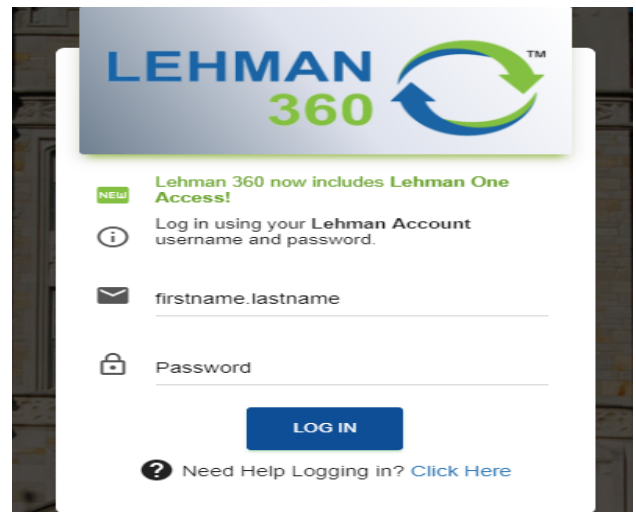 LEHMAN
360
TM
NEW
Lehman 360 now includes Lehman One
Access!
Log in using your Lehman Account
username and password.
firstname.lastname
Password
LOG IN
Need Help Logging in? Click Here